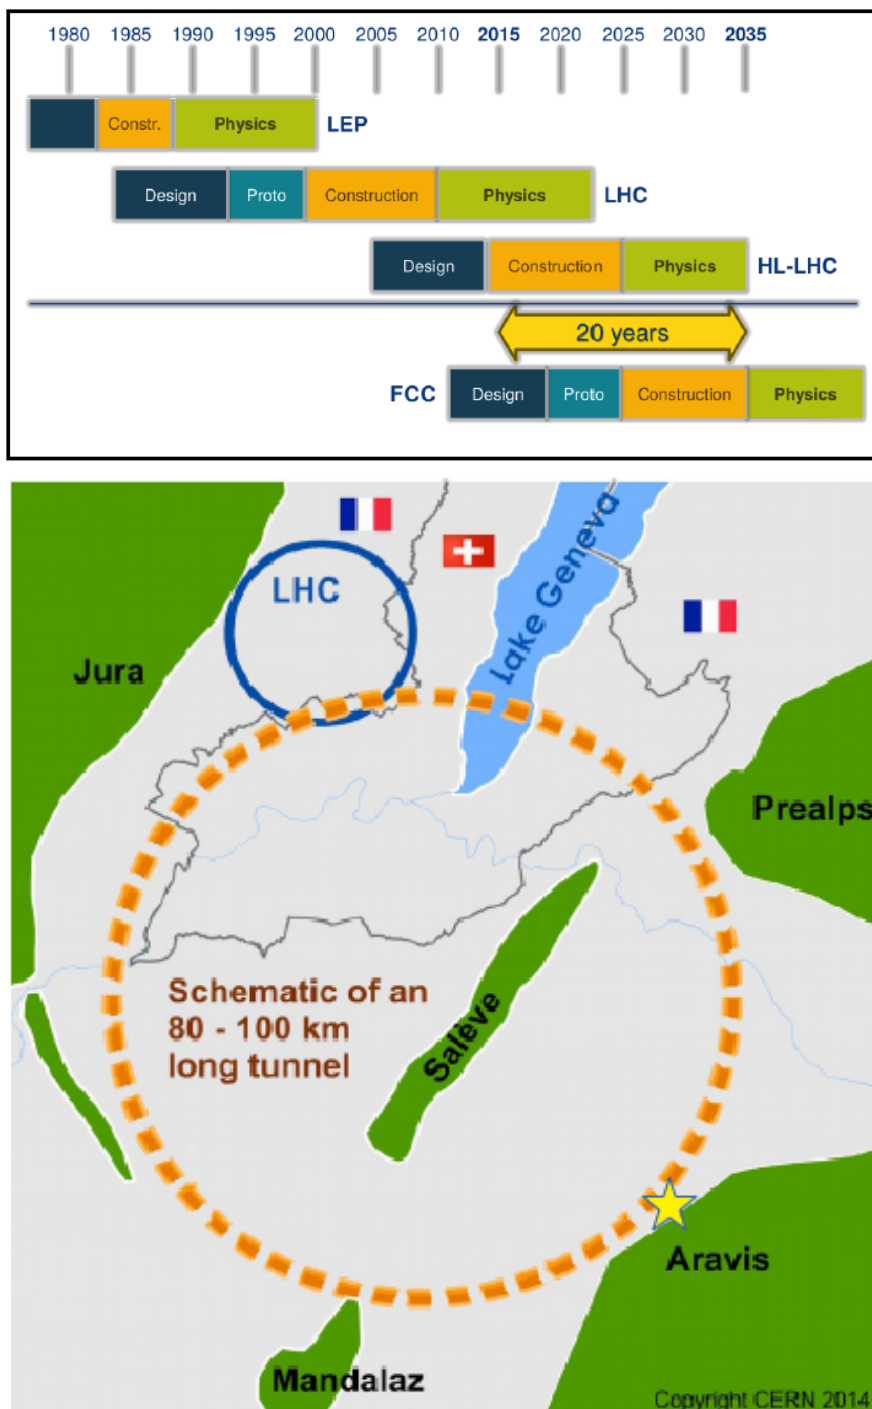 1980 1985 1990 1995 2000 2005 2010 2015 2020 2025 2030 2035
Constr. Physics LEP
Design Proto Construction Physics LHC
Design Construction Physics HL-LHC
20 years
FCC Design Proto Construction Physics
LHC
Lake Geneva
Jura
Prealps
Schematic of an
80 - 100 km
long tunnel
Salève
Aravis
Mandalaz
Copyright CERN 2014